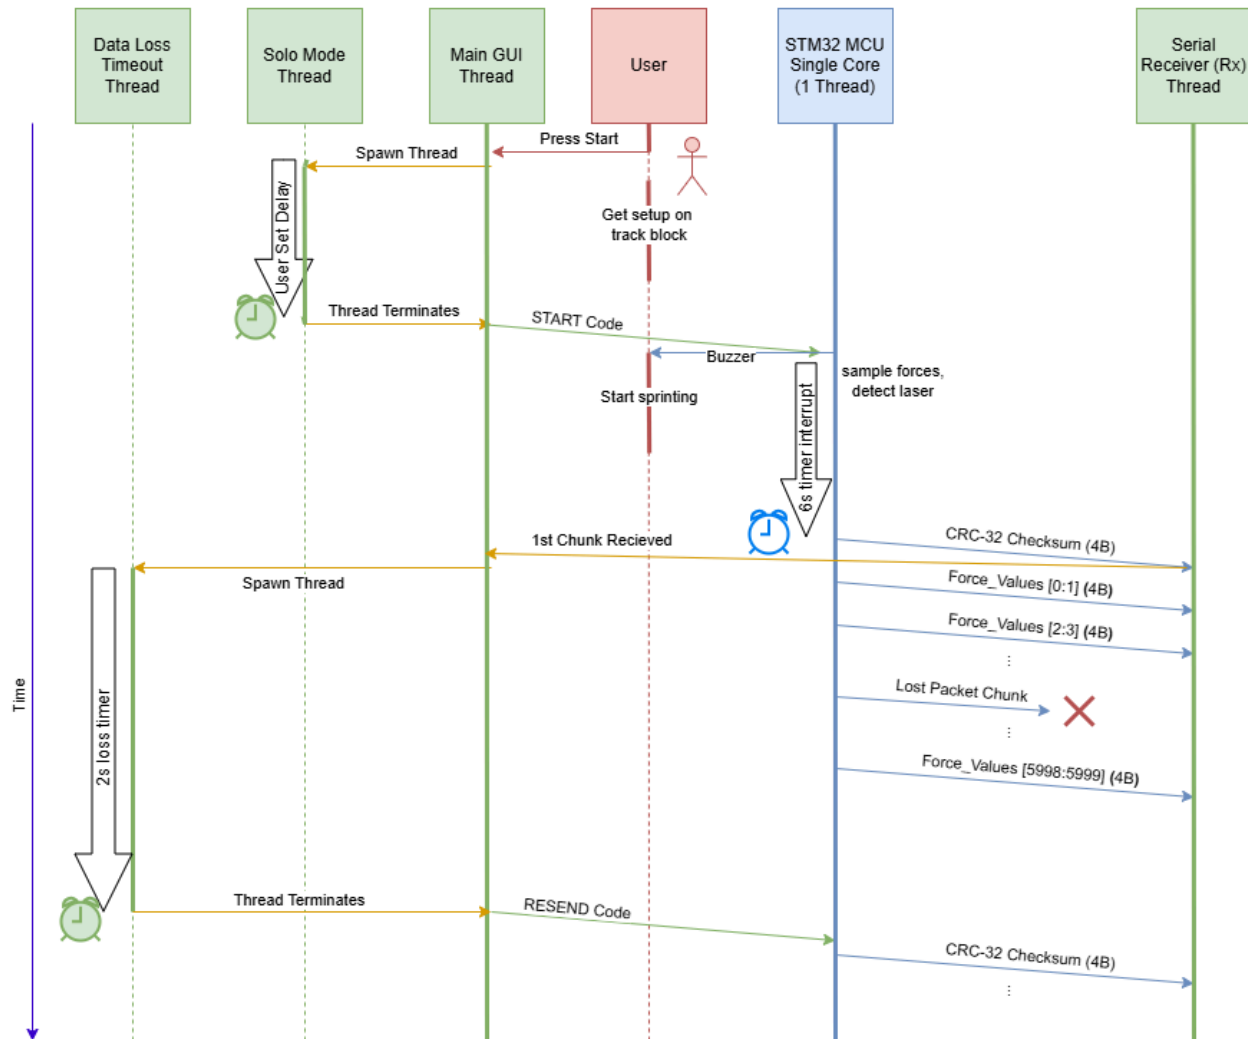 Data Loss
Timeout
Thread
Solo Mode
Thread
Main GUI
Thread
User
STM32 MCU
Single Core
(1 Thread)
Serial
Receiver (Rx)
Thread
Press Start
Spawn Thread
User Set Delay
Get setup on
track block
Thread Terminates
START Code
Buzzer
sample forces,
detect laser
Start sprinting
6s timer interrupt
CRC-32 Checksum (4B)
1st Chunk Recieved
Spawn Thread
Force_Values [0:1] (4B)
Force_Values [2:3] (4B)
⋮
Lost Packet Chunk
⋮
Time
2s loss timer
Force_Values [5998:5999] (4B)
Thread Terminates
RESEND Code
CRC-32 Checksum (4B)
⋮